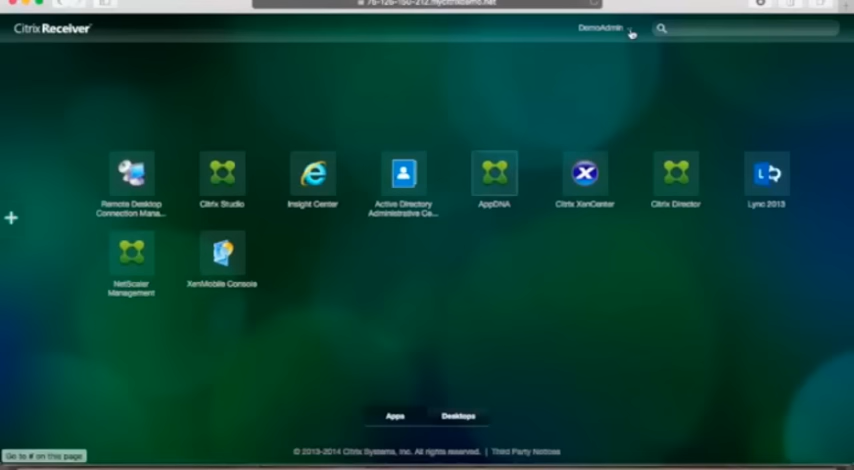 Citrix Receiver
DemoAdmin
Remote Desktop
Connection Mana...
Citrix Studio
Insight Center
Active Directory
Administrative Ce...
AppDNA
Citrix XenCenter
Citrix Director
Lync 2013
NetScaler
Management
XenMobile Console
Apps
Desktops
© 2013-2014 Citrix Systems, Inc. All rights reserved. | Third Party Notices
Go to # on this page